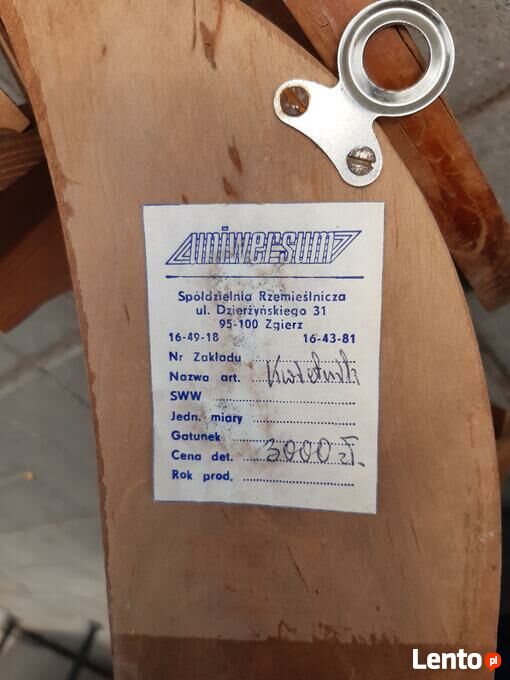 uniwersum
Spółdzielnia Rzemieślnicza
ul. Dzierżyńskiego 31
95-100 Zgierz
16-49-18 16-43-81
Nr Zakładu
Nazwa art. Kwietnik
SWW
Jedn. miary
Gatunek
Cena det. 3000 zł.
Rok prod.
Lento.pl